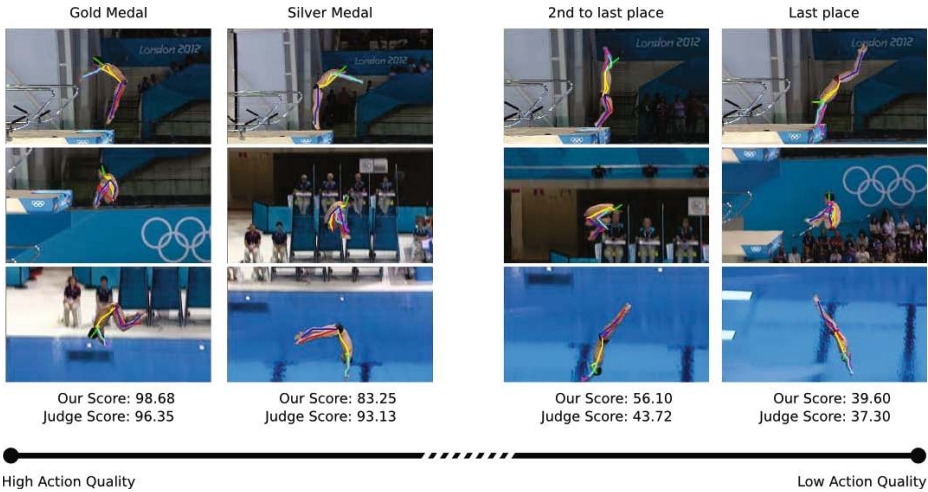 Gold Medal
Silver Medal
2nd to last place
Last place
London 2012
London 2012
London 2012
London 2012
Our Score: 98.68
Judge Score: 96.35
Our Score: 83.25
Judge Score: 93.13
Our Score: 56.10
Judge Score: 43.72
Our Score: 39.60
Judge Score: 37.30
High Action Quality
Low Action Quality